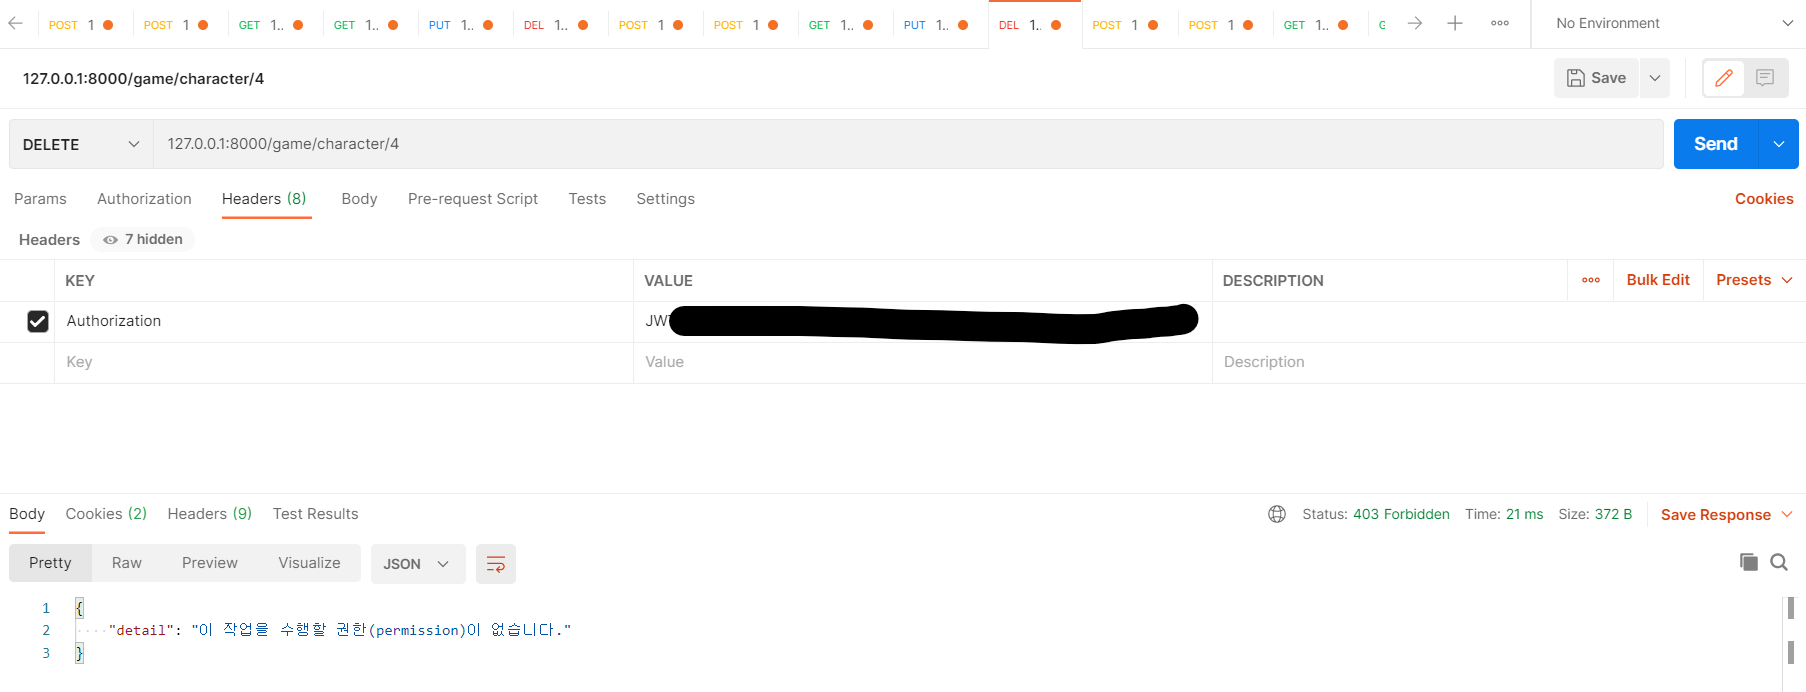 POST 1 POST 1 GET 1.. GET 1.. PUT 1.. DEL 1.. POST 1 POST 1 GET 1.. PUT 1.. DEL 1.. POST 1 POST 1 GET 1.. G No Environment
127.0.0.1:8000/game/character/4
Save
DELETE 127.0.0.1:8000/game/character/4 Send
Params Authorization Headers (8) Body Pre-request Script Tests Settings Cookies
Headers 7 hidden
KEY VALUE DESCRIPTION Bulk Edit Presets
Authorization JWT
Key Value Description
Body Cookies (2) Headers (9) Test Results Status: 403 Forbidden Time: 21 ms Size: 372 B Save Response
Pretty Raw Preview Visualize JSON
1 {
2 "detail": "이 작업을 수행할 권한(permission)이 없습니다."
3 }